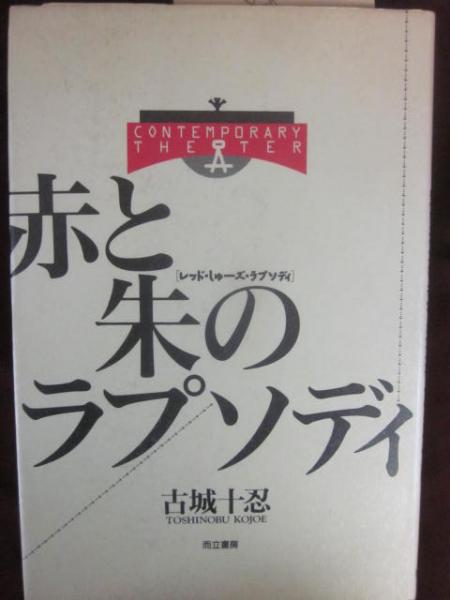 CONTEMPORARY
THEATER
赤と
[レッド・しゅーズ・ラプソディ]
朱の
ラプソディ
古城十忍
TOSHINOBU KOJOE
而立書房